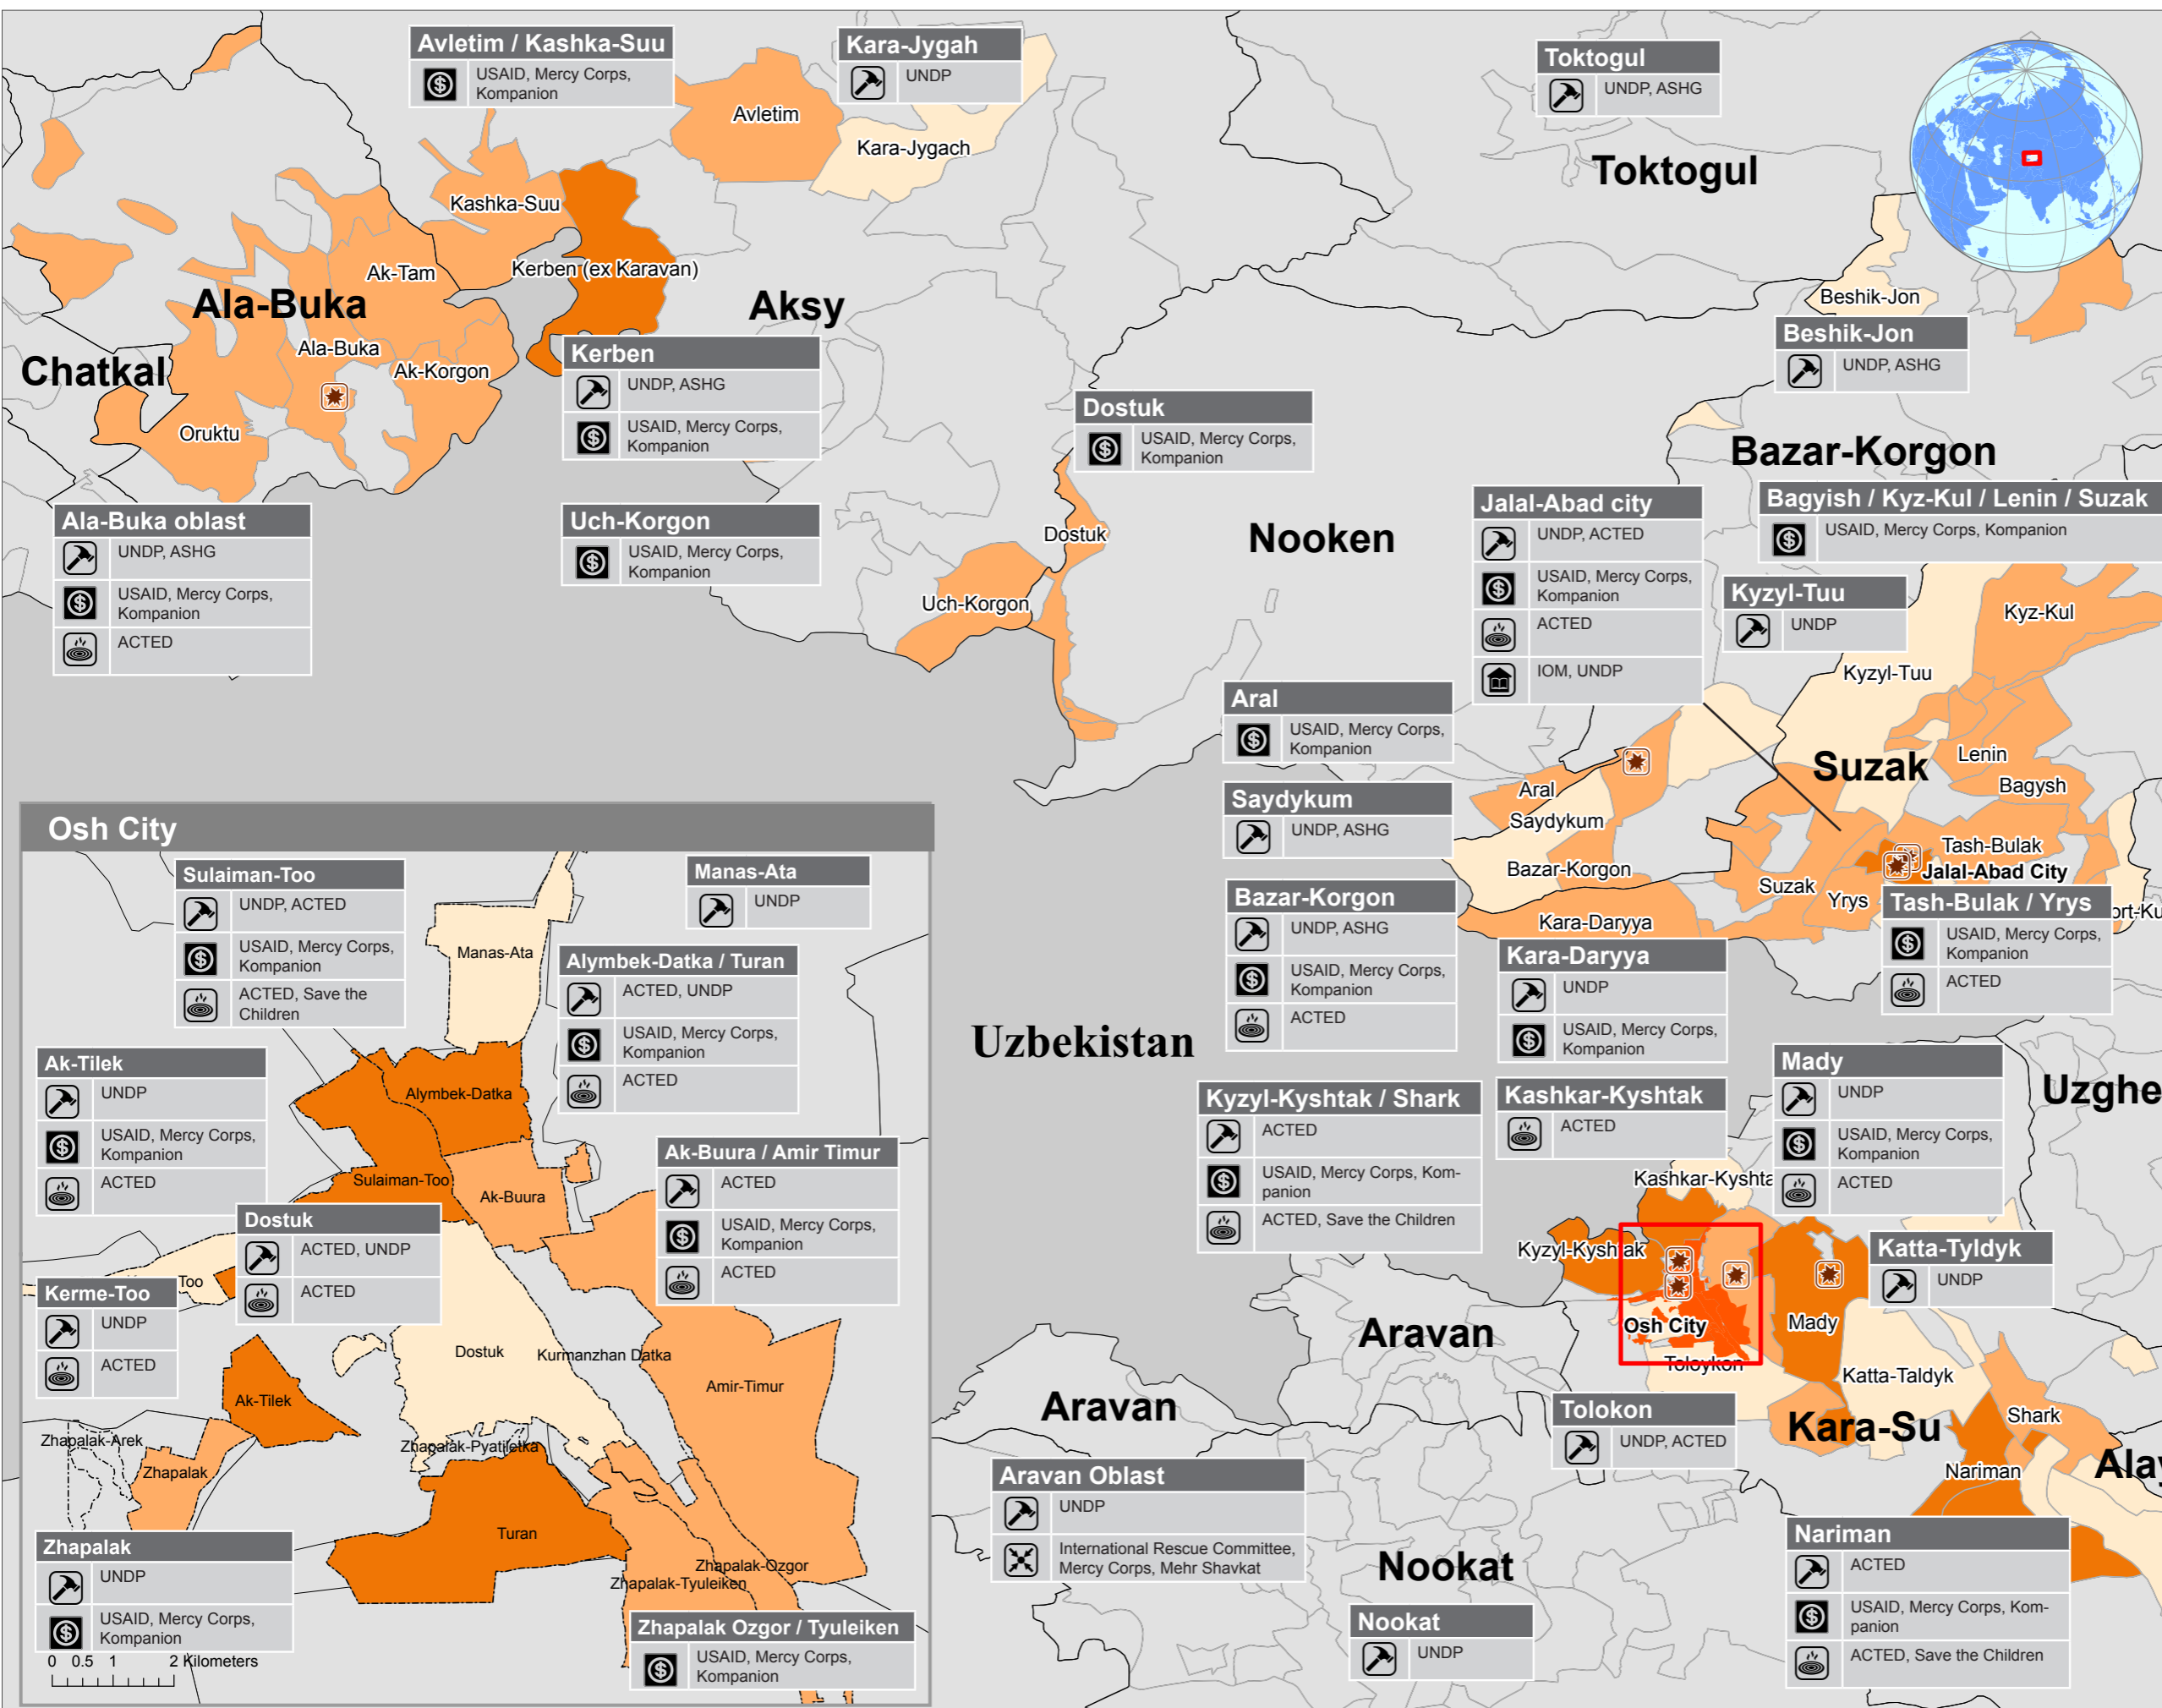 Avletim / Kashka-Suu
USAID, Mercy Corps,
Kompanion
Kara-Jygah
UNDP
Toktogul
UNDP, ASHG
Avletim
Kara-Jygach
Toktogul
Kashka-Suu
Ak-Tam
Kerben (ex Karavan)
Ala-Buka
Aksy
Beshik-Jon
Beshik-Jon
UNDP, ASHG
Chatkal
Ala-Buka
Ak-Korgon
Oruktu
Kerben
UNDP, ASHG
USAID, Mercy Corps,
Kompanion
Dostuk
USAID, Mercy Corps,
Kompanion
Bazar-Korgon
Ala-Buka oblast
UNDP, ASHG
USAID, Mercy Corps,
Kompanion
ACTED
Uch-Korgon
USAID, Mercy Corps,
Kompanion
Dostuk
Uch-Korgon
Nooken
Jalal-Abad city
UNDP, ACTED
USAID, Mercy Corps,
Kompanion
ACTED
IOM, UNDP
Bagyish / Kyz-Kul / Lenin / Suzak
USAID, Mercy Corps, Kompanion
Kyzyl-Tuu
UNDP
Kyz-Kul
Kyzyl-Tuu
Aral
USAID, Mercy Corps,
Kompanion
Suzak
Lenin
Bagysh
Aral
Saydykum
Saydykum
UNDP, ASHG
Bazar-Korgon
Tash-Bulak
Jalal-Abad City
Suzak
Yrys
Kara-Daryya
ort-Ku
Bazar-Korgon
UNDP, ASHG
USAID, Mercy Corps,
Kompanion
ACTED
Kara-Daryya
UNDP
USAID, Mercy Corps,
Kompanion
Tash-Bulak / Yrys
USAID, Mercy Corps,
Kompanion
ACTED
Uzbekistan
Mady
UNDP
USAID, Mercy Corps,
Kompanion
ACTED
Uzghe
Kyzyl-Kyshtak / Shark
ACTED
USAID, Mercy Corps, Kom-
panion
ACTED, Save the Children
Kashkar-Kyshtak
ACTED
Kashkar-Kyshta
Kyzyl-Kyshtak
Katta-Tyldyk
UNDP
Osh City
Mady
Toloykon
Katta-Taldyk
Aravan
Aravan
Tolokon
UNDP, ACTED
Kara-Su
Shark
Alay
Nariman
Aravan Oblast
UNDP
International Rescue Committee,
Mercy Corps, Mehr Shavkat
Nookat
Nookat
UNDP
Nariman
ACTED
USAID, Mercy Corps, Kom-
panion
ACTED, Save the Children
Osh City
Sulaiman-Too
UNDP, ACTED
USAID, Mercy Corps,
Kompanion
ACTED, Save the
Children
Manas-Ata
UNDP
Manas-Ata
Alymbek-Datka / Turan
ACTED, UNDP
USAID, Mercy Corps,
Kompanion
ACTED
Ak-Tilek
UNDP
USAID, Mercy Corps,
Kompanion
ACTED
Alymbek-Datka
Sulaiman-Too
Ak-Buura
Ak-Buura / Amir Timur
ACTED
USAID, Mercy Corps,
Kompanion
ACTED
Dostuk
ACTED, UNDP
ACTED
Too
Kerme-Too
UNDP
ACTED
Dostuk
Kurmanzhan Datka
Amir-Timur
Ak-Tilek
Zhapalak-Arek
Zhapalak-Pyatiletka
Zhapalak
Turan
Zhapalak-Ozgor
Zhapalak-Tyuleiken
Zhapalak
UNDP
USAID, Mercy Corps,
Kompanion
Zhapalak Ozgor / Tyuleiken
USAID, Mercy Corps,
Kompanion
0 0.5 1 2 Kilometers